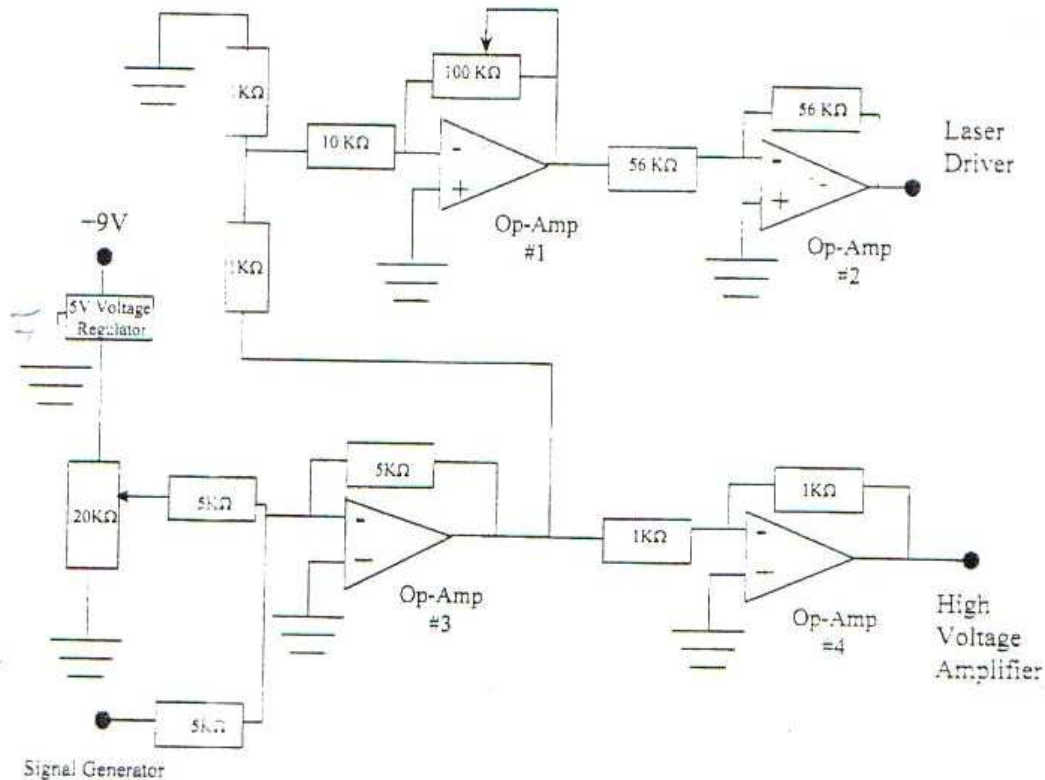 KΩ
100 KΩ
10 KΩ
-
+
Op-Amp
#1
56 KΩ
56 KΩ
-
+
Op-Amp
#2
Laser
Driver
−9V
5V Voltage
Regulator
1KΩ
20KΩ
5KΩ
5KΩ
-
Op-Amp
#3
1KΩ
1KΩ
-
+
Op-Amp
#4
High
Voltage
Amplifier
5KΩ
Signal Generator